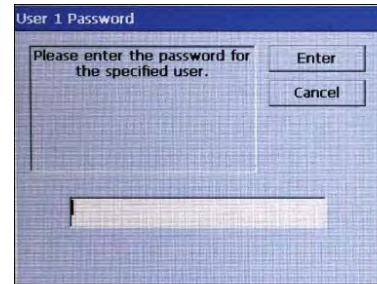 User 1 Password
Please enter the password for
the specified user.
Enter
Cancel